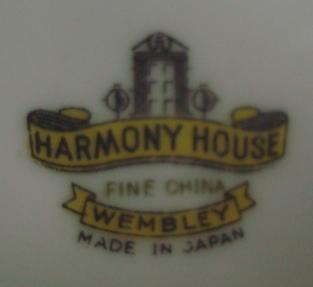 HARMONY HOUSE
FINE CHINA
WEMBLEY
MADE IN JAPAN